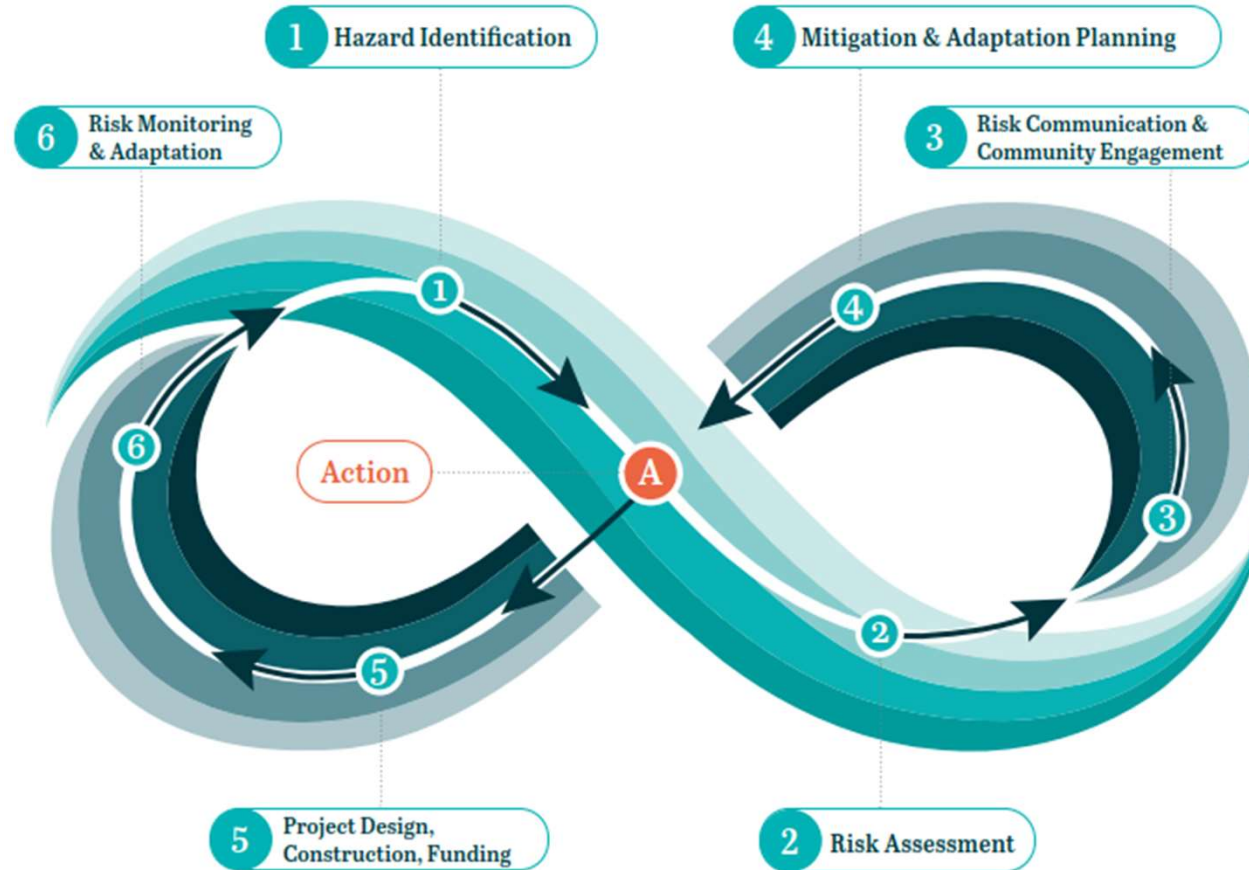 1 Hazard Identification
4 Mitigation & Adaptation Planning
6 Risk Monitoring
& Adaptation
3 Risk Communication &
Community Engagement
1
4
6
Action
A
3
2
5
5 Project Design,
Construction, Funding
2 Risk Assessment